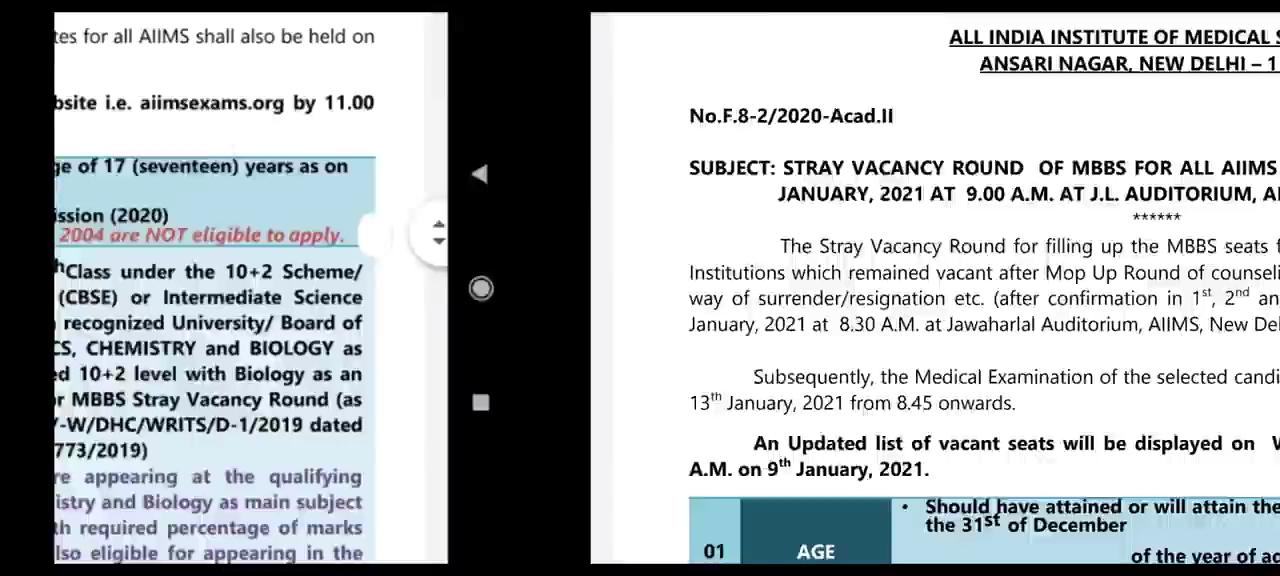 tes for all AIIMS shall also be held on
bsite i.e. aiimsexams.org by 11.00
ge of 17 (seventeen) years as on
ission (2020)
2004 are NOT eligible to apply.
hClass under the 10+2 Scheme/
(CBSE) or Intermediate Science
recognized University/ Board of
CS, CHEMISTRY and BIOLOGY as
ed 10+2 level with Biology as an
r MBBS Stray Vacancy Round (as
/-W/DHC/WRITS/D-1/2019 dated
773/2019)
re appearing at the qualifying
istry and Biology as main subject
th required percentage of marks
lso eligible for appearing in the
ALL INDIA INSTITUTE OF MEDICAL S
ANSARI NAGAR, NEW DELHI – 1
No.F.8-2/2020-Acad.II
SUBJECT: STRAY VACANCY ROUND OF MBBS FOR ALL AIIMS
JANUARY, 2021 AT 9.00 A.M. AT J.L. AUDITORIUM, AI
******
The Stray Vacancy Round for filling up the MBBS seats f
Institutions which remained vacant after Mop Up Round of counseli
way of surrender/resignation etc. (after confirmation in 1st, 2nd an
January, 2021 at 8.30 A.M. at Jawaharlal Auditorium, AIIMS, New Del
Subsequently, the Medical Examination of the selected candi
13th January, 2021 from 8.45 onwards.
An Updated list of vacant seats will be displayed on W
A.M. on 9th January, 2021.
• Should have attained or will attain the
the 31st of December
01 AGE
of the year of ad